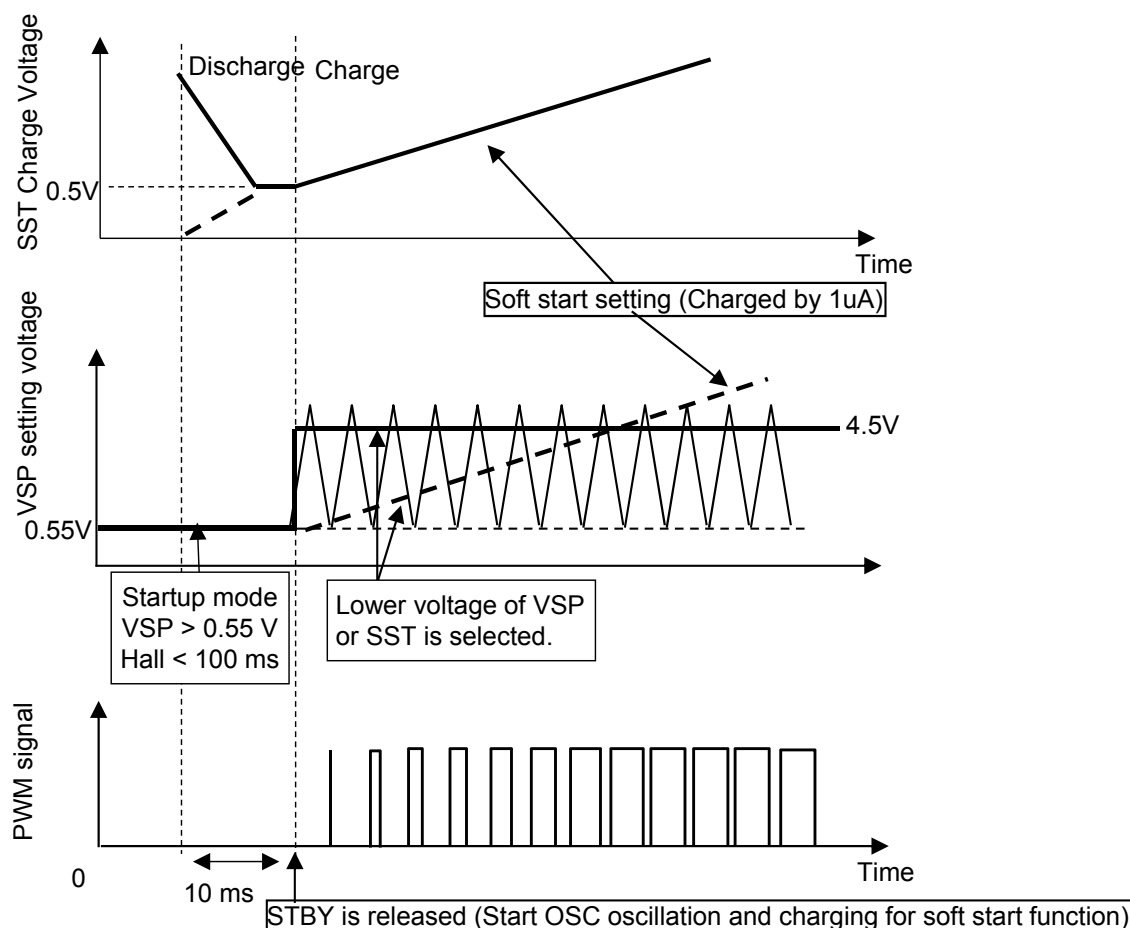 SST Charge Voltage
Discharge
Charge
0.5V
Time
Soft start setting (Charged by 1uA)
VSP setting voltage
4.5V
0.55V
Startup mode
VSP > 0.55 V
Hall < 100 ms
Lower voltage of VSP
or SST is selected.
PWM signal
0
10 ms
Time
STBY is released (Start OSC oscillation and charging for soft start function)